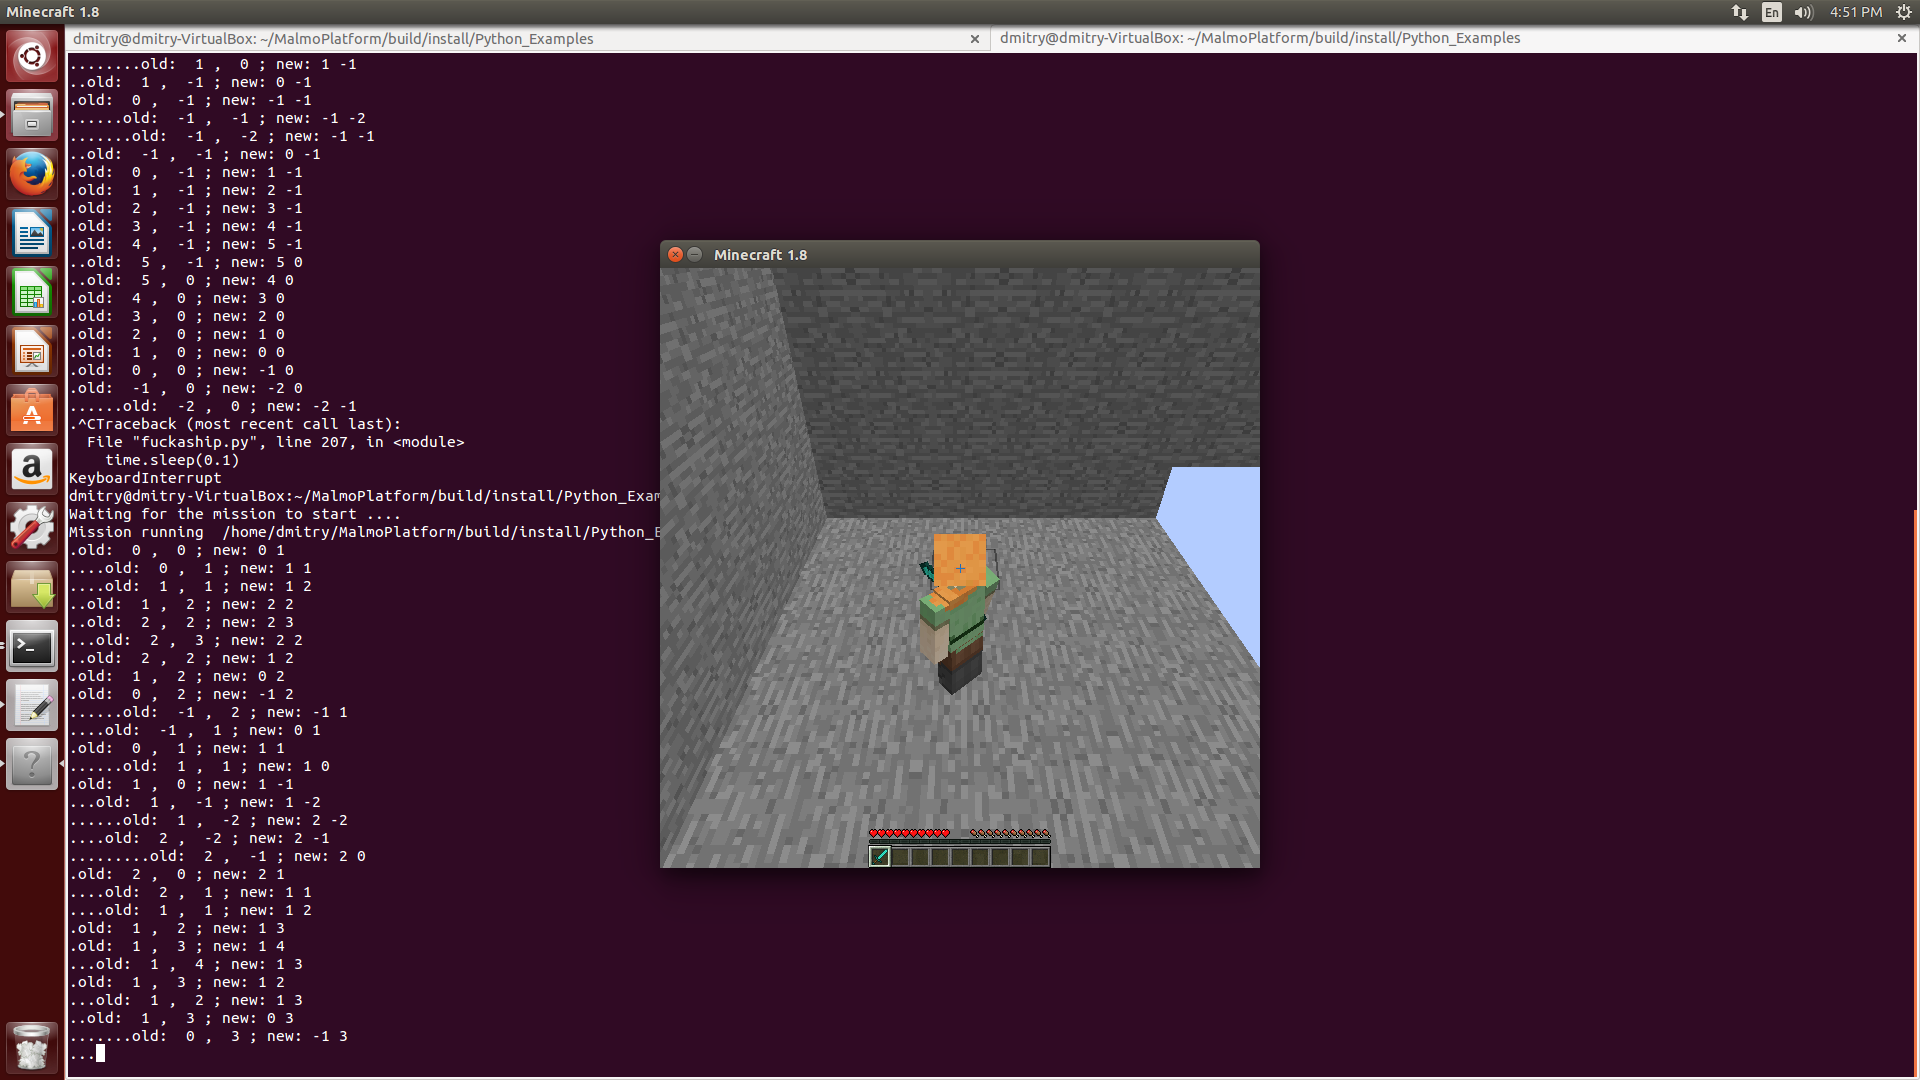 Minecraft 1.8
En
4:51 PM
dmitry@dmitry-VirtualBox: ~/MalmoPlatform/build/install/Python_Examples
dmitry@dmitry-VirtualBox: ~/MalmoPlatform/build/install/Python_Examples
........old:  1 ,  0 ; new: 1 -1
..old:  1 ,  -1 ; new: 0 -1
.old:  0 ,  -1 ; new: -1 -1
......old:  -1 ,  -1 ; new: -1 -2
.......old:  -1 ,  -2 ; new: -1 -1
..old:  -1 ,  -1 ; new: 0 -1
.old:  0 ,  -1 ; new: 1 -1
.old:  1 ,  -1 ; new: 2 -1
.old:  2 ,  -1 ; new: 3 -1
.old:  3 ,  -1 ; new: 4 -1
.old:  4 ,  -1 ; new: 5 -1
..old:  5 ,  -1 ; new: 5 0
..old:  5 ,  0 ; new: 4 0
.old:  4 ,  0 ; new: 3 0
.old:  3 ,  0 ; new: 2 0
.old:  2 ,  0 ; new: 1 0
.old:  1 ,  0 ; new: 0 0
.old:  0 ,  0 ; new: -1 0
.old:  -1 ,  0 ; new: -2 0
......old:  -2 ,  0 ; new: -2 -1
.^CTraceback (most recent call last):
  File "fuckaship.py", line 207, in <module>
    time.sleep(0.1)
KeyboardInterrupt
dmitry@dmitry-VirtualBox:~/MalmoPlatform/build/install/Python_Exam
Waiting for the mission to start ....
Mission running  /home/dmitry/MalmoPlatform/build/install/Python_E
.old:  0 ,  0 ; new: 0 1
....old:  0 ,  1 ; new: 1 1
....old:  1 ,  1 ; new: 1 2
..old:  1 ,  2 ; new: 2 2
..old:  2 ,  2 ; new: 2 3
...old:  2 ,  3 ; new: 2 2
..old:  2 ,  2 ; new: 1 2
.old:  1 ,  2 ; new: 0 2
.old:  0 ,  2 ; new: -1 2
......old:  -1 ,  2 ; new: -1 1
....old:  -1 ,  1 ; new: 0 1
.old:  0 ,  1 ; new: 1 1
......old:  1 ,  1 ; new: 1 0
.old:  1 ,  0 ; new: 1 -1
...old:  1 ,  -1 ; new: 1 -2
......old:  1 ,  -2 ; new: 2 -2
....old:  2 ,  -2 ; new: 2 -1
.........old:  2 ,  -1 ; new: 2 0
.old:  2 ,  0 ; new: 2 1
....old:  2 ,  1 ; new: 1 1
....old:  1 ,  1 ; new: 1 2
.old:  1 ,  2 ; new: 1 3
.old:  1 ,  3 ; new: 1 4
...old:  1 ,  4 ; new: 1 3
.old:  1 ,  3 ; new: 1 2
...old:  1 ,  2 ; new: 1 3
..old:  1 ,  3 ; new: 0 3
.......old:  0 ,  3 ; new: -1 3
...
Minecraft 1.8